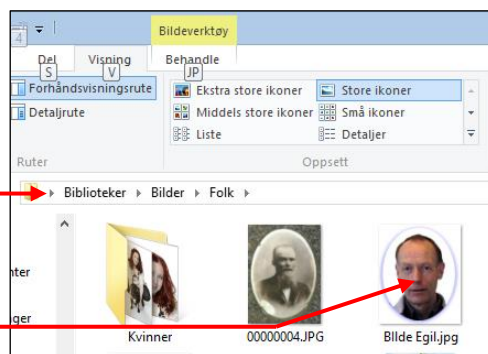 4
Bildeverktøy
Del Visning Behandle
S V JP
Forhåndsvisningsrute
Ekstra store ikoner Store ikoner
Detaljrute
Middels store ikoner Små ikoner
Liste Detaljer
Ruter Oppsett
Biblioteker Bilder Folk
Kvinner 00000004.JPG BIlde Egil.jpg